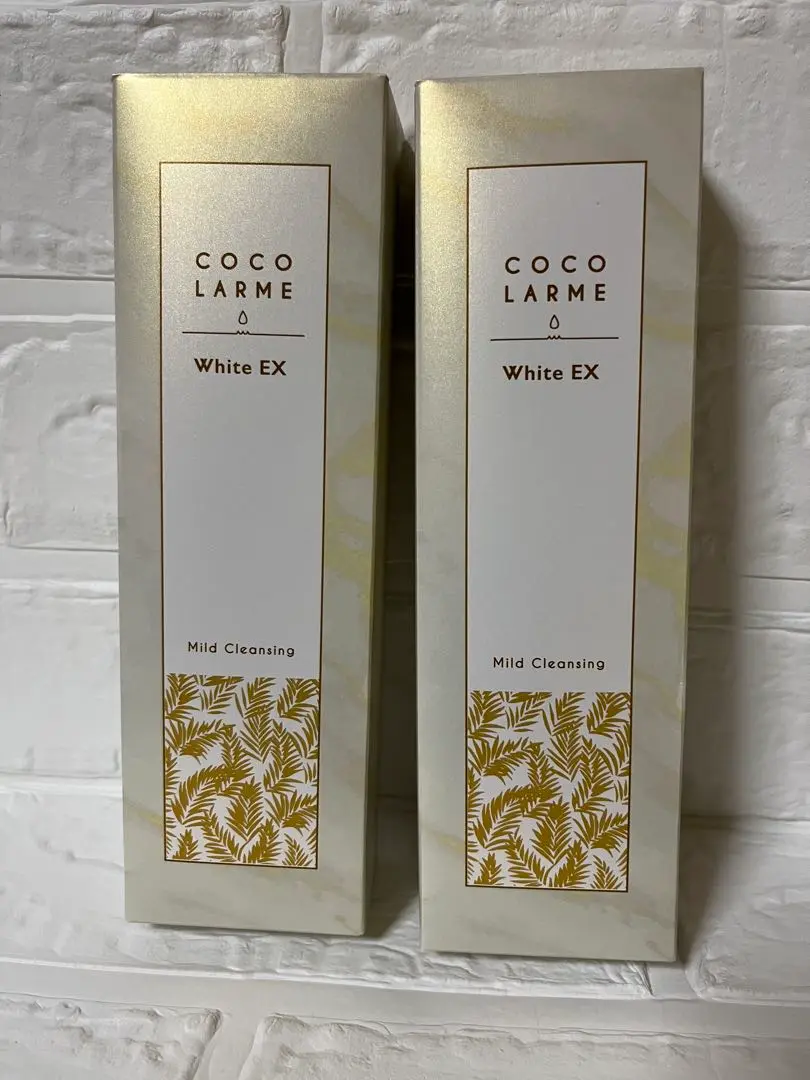 COCO
LARME
White EX
Mild Cleansing
COCO
LARME
White EX
Mild Cleansing